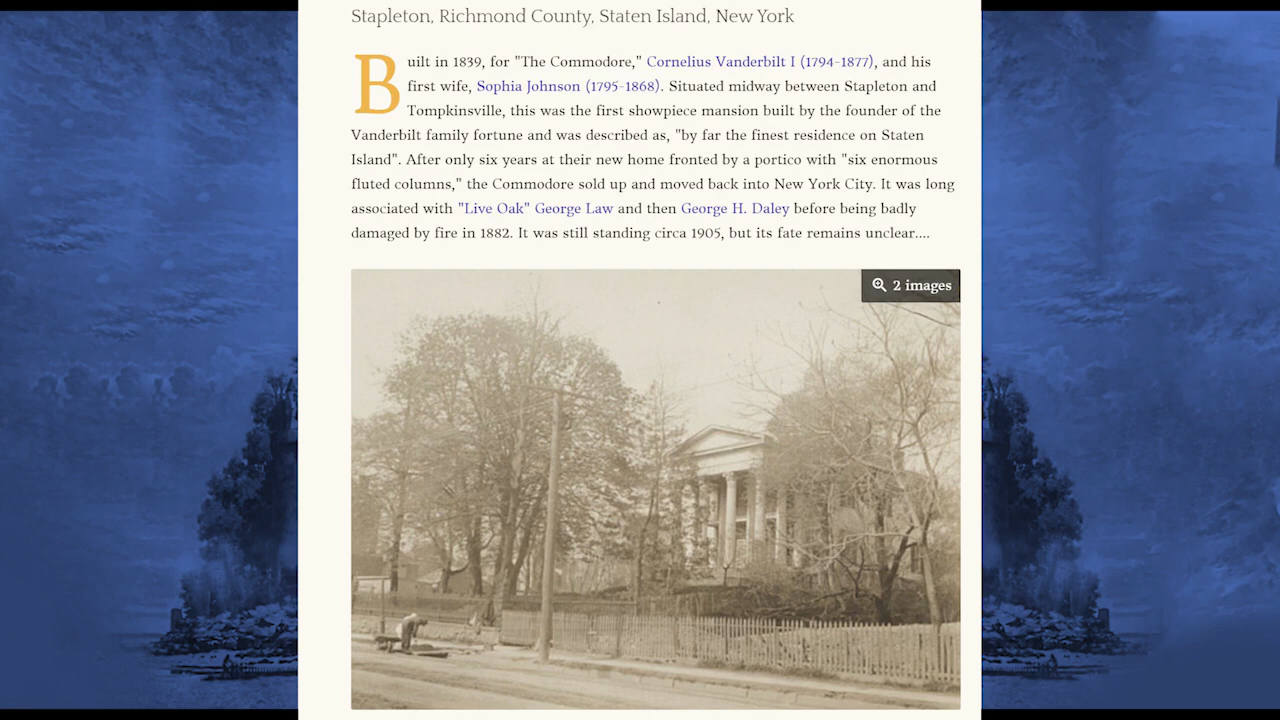 Stapleton, Richmond County, Staten Island, New York
Built in 1839, for "The Commodore," Cornelius Vanderbilt I (1794-1877), and his
first wife, Sophia Johnson (1795-1868). Situated midway between Stapleton and
Tompkinsville, this was the first showpiece mansion built by the founder of the
Vanderbilt family fortune and was described as, "by far the finest residence on Staten
Island". After only six years at their new home fronted by a portico with "six enormous
fluted columns," the Commodore sold up and moved back into New York City. It was long
associated with "Live Oak" George Law and then George H. Daley before being badly
damaged by fire in 1882. It was still standing circa 1905, but its fate remains unclear....
2 images